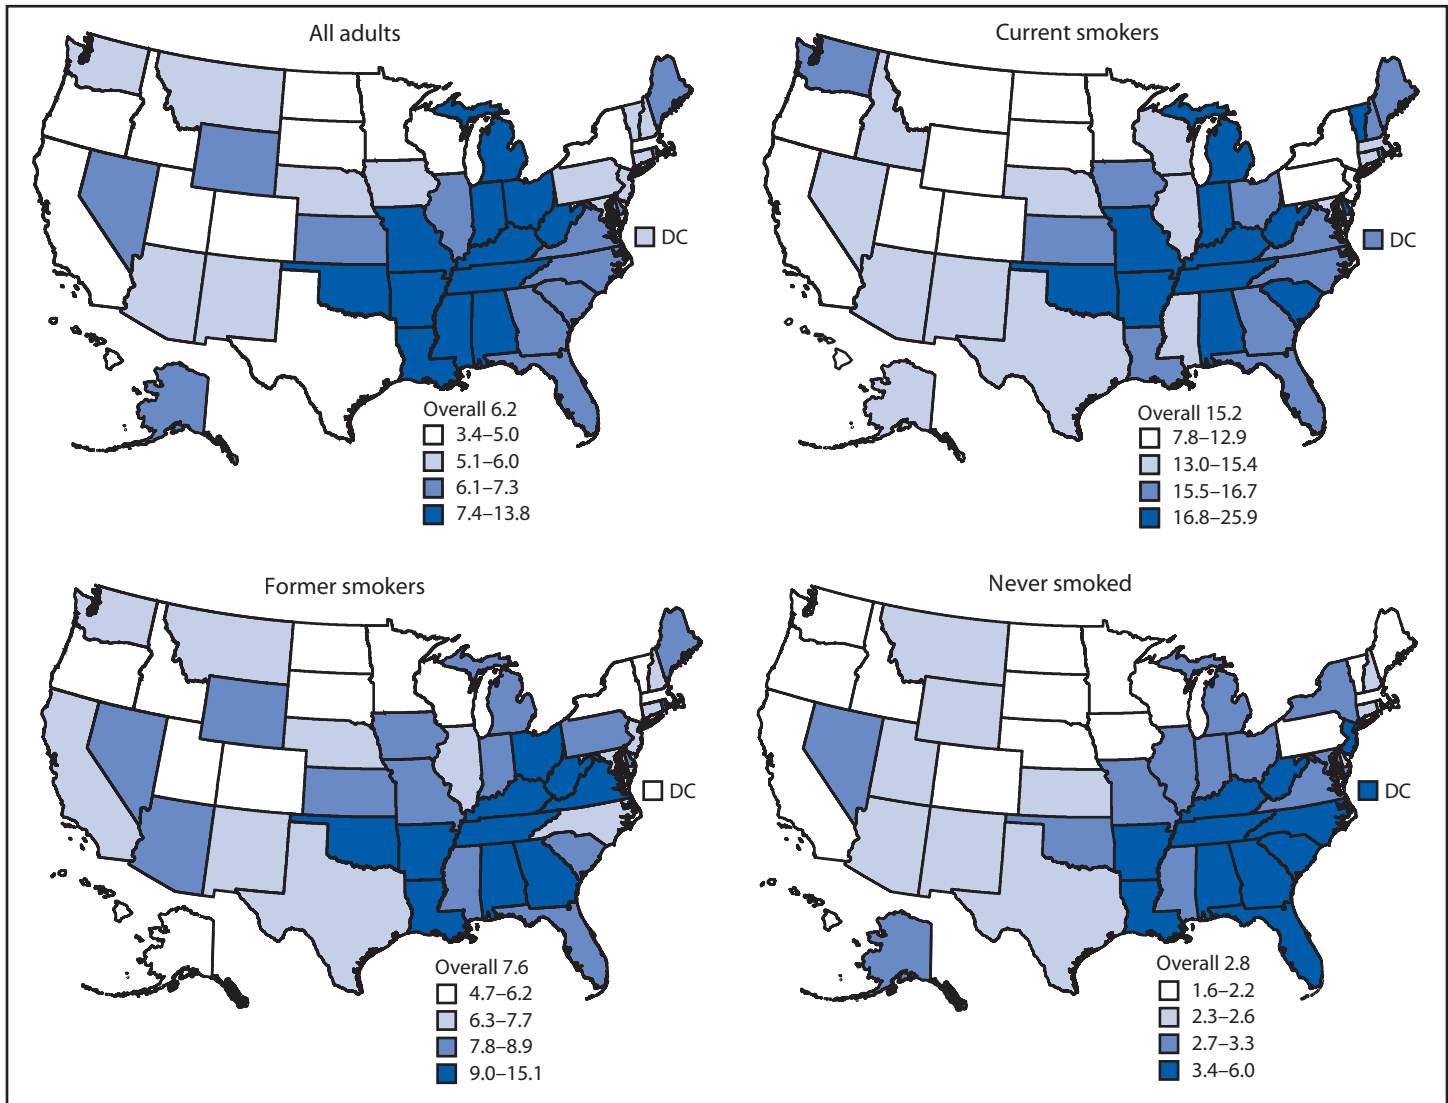 All adults
DC
Overall 6.2
3.4–5.0
5.1–6.0
6.1–7.3
7.4–13.8
Current smokers
DC
Overall 15.2
7.8–12.9
13.0–15.4
15.5–16.7
16.8–25.9
Former smokers
DC
Overall 7.6
4.7–6.2
6.3–7.7
7.8–8.9
9.0–15.1
Never smoked
DC
Overall 2.8
1.6–2.2
2.3–2.6
2.7–3.3
3.4–6.0